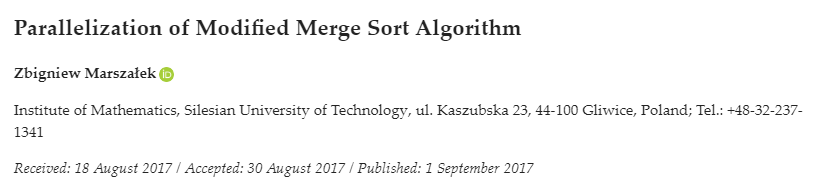 Parallelization of Modified Merge Sort Algorithm
Zbigniew Marszałek iD
Institute of Mathematics, Silesian University of Technology, ul. Kaszubska 23, 44-100 Gliwice, Poland; Tel.: +48-32-237-
1341
Received: 18 August 2017 / Accepted: 30 August 2017 / Published: 1 September 2017